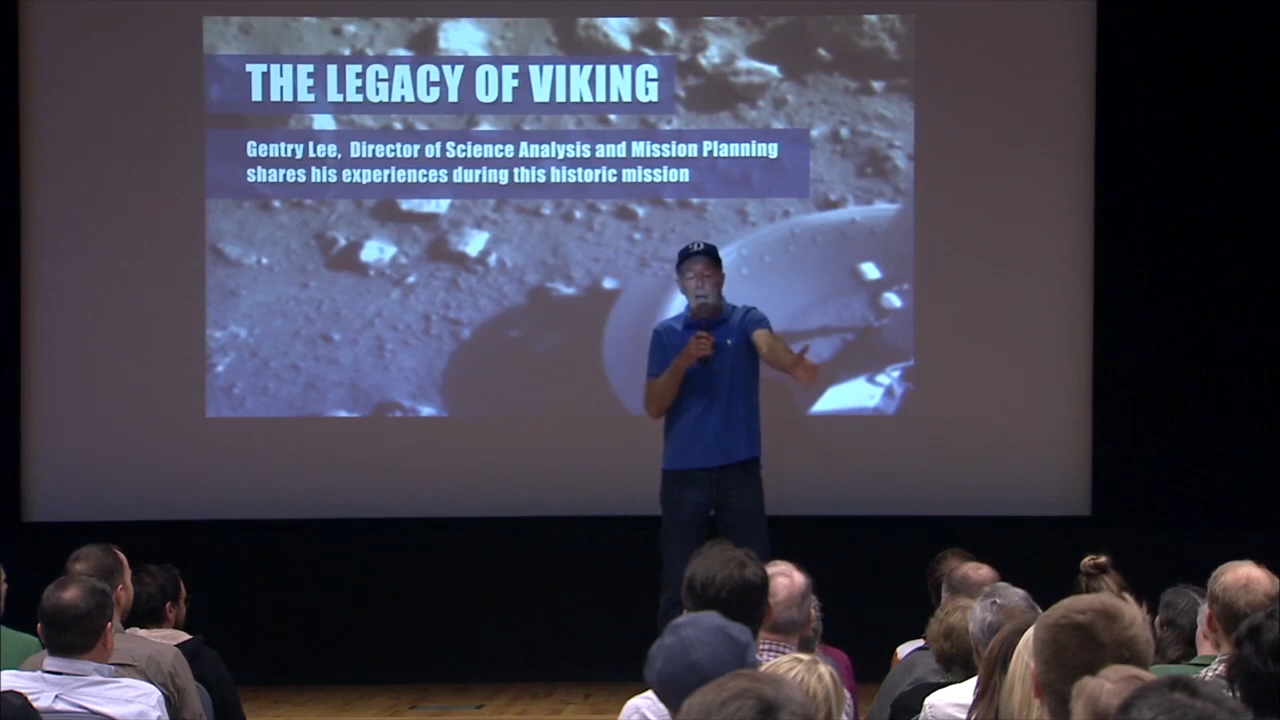 THE LEGACY OF VIKING
Gentry Lee, Director of Science Analysis and Mission Planning
shares his experiences during this historic mission